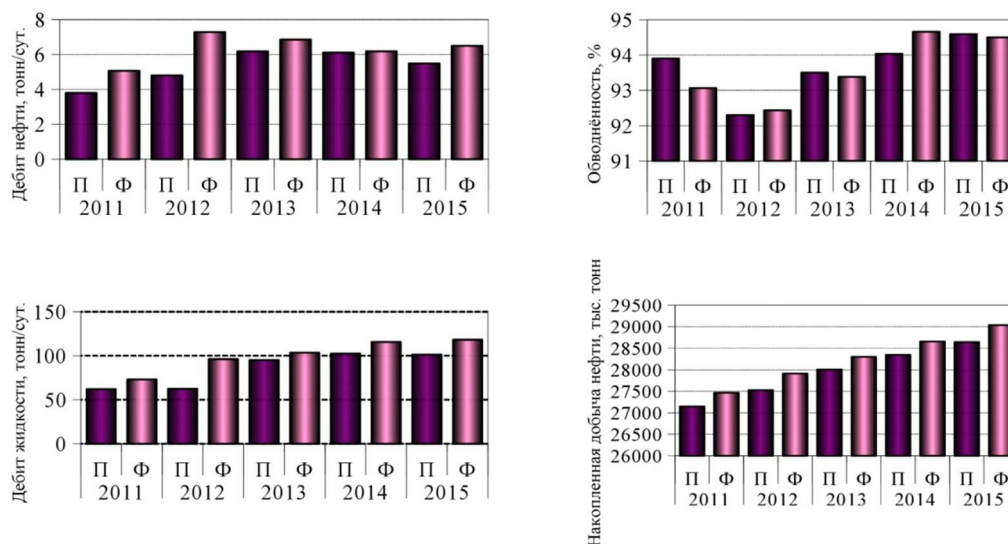 Дебит нефти, тонн/сут.
8
6
4
2
0
П Ф П Ф П Ф П Ф П Ф
2011 2012 2013 2014 2015
Обводнённость, %
95
94
93
92
91
П Ф П Ф П Ф П Ф П Ф
2011 2012 2013 2014 2015
Дебит жидкости, тонн/сут.
150
100
50
0
П Ф П Ф П Ф П Ф П Ф
2011 2012 2013 2014 2015
Накопленная добыча нефти, тыс. тонн
29500
29000
28500
28000
27500
27000
26500
26000
П Ф П Ф П Ф П Ф П Ф
2011 2012 2013 2014 2015